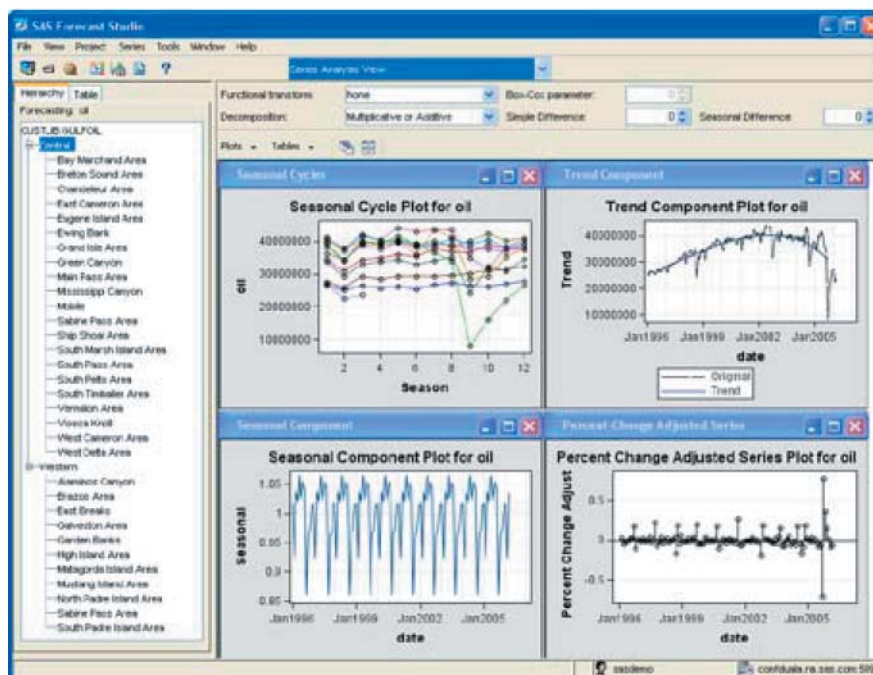 SAS Forecast Studio
File View Project Series Tools Window Help
Series Analysis View
Hierarchy Table
Forecasting: oil
Central
Bay Marchand Area
Breton Sound Area
Chandeleur Area
East Cameron Area
Eugene Island Area
Ewing Bank
Grand Isle Area
Green Canyon
Main Pass Area
Mississipp Canyon
Mobile
Sabine Pass Area
Ship Shoal Area
South Marsh Island Area
South Pass Area
South Pelto Area
South Timbalier Area
Vermilion Area
Viosca Knoll
West Cameron Area
West Delta Area
Western
Alaminos Canyon
Brazos Area
East Breaks
Galveston Area
Garden Banks
High Island Area
Matagorda Island Area
Mustang Island Area
North Padre Island Area
Sabine Pass Area
South Padre Island Area
Functional transform: none Box-Cox parameter: 0
Decomposition: Multiplicative or Additive Simple Difference: 0 Seasonal Difference: 0
Plots Tables
Seasonal Cycles
Seasonal Cycle Plot for oil
oil
40000000
30000000
20000000
10000000
2 4 6 8 10 12
Season
Trend Component
Trend Component Plot for oil
Trend
40000000
30000000
20000000
10000000
Jan1996 Jan1999 Jan2002 Jan2005
date
Original
Trend
Seasonal Component
Seasonal Component Plot for oil
Seasonal
1.05
1
0.95
0.9
0.85
Jan1996 Jan1999 Jan2002 Jan2005
date
Percent Change Adjusted Series
Percent Change Adjusted Series Plot for oil
Percent Change Adjust
0.5
0
-0.5
Jan1996 Jan1999 Jan2002 Jan2005
date
sasdemo